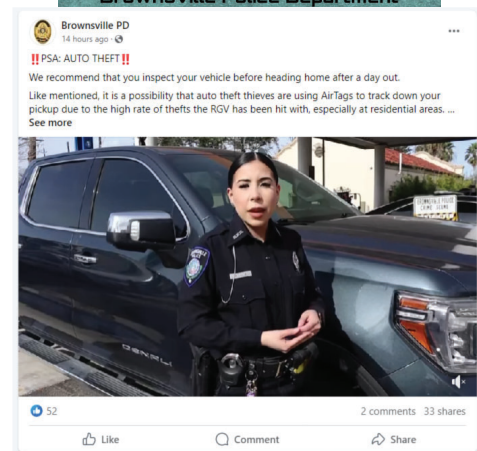 Brownsville Police Department
Brownsville PD
14 hours ago ·
‼PSA: AUTO THEFT‼
We recommend that you inspect your vehicle before heading home after a day out.
Like mentioned, it is a possibility that auto theft thieves are using AirTags to track down your
pickup due to the high rate of thefts the RGV has been hit with, especially at residential areas. ...
See more
DENALI
52
2 comments 33 shares
Like
Comment
Share